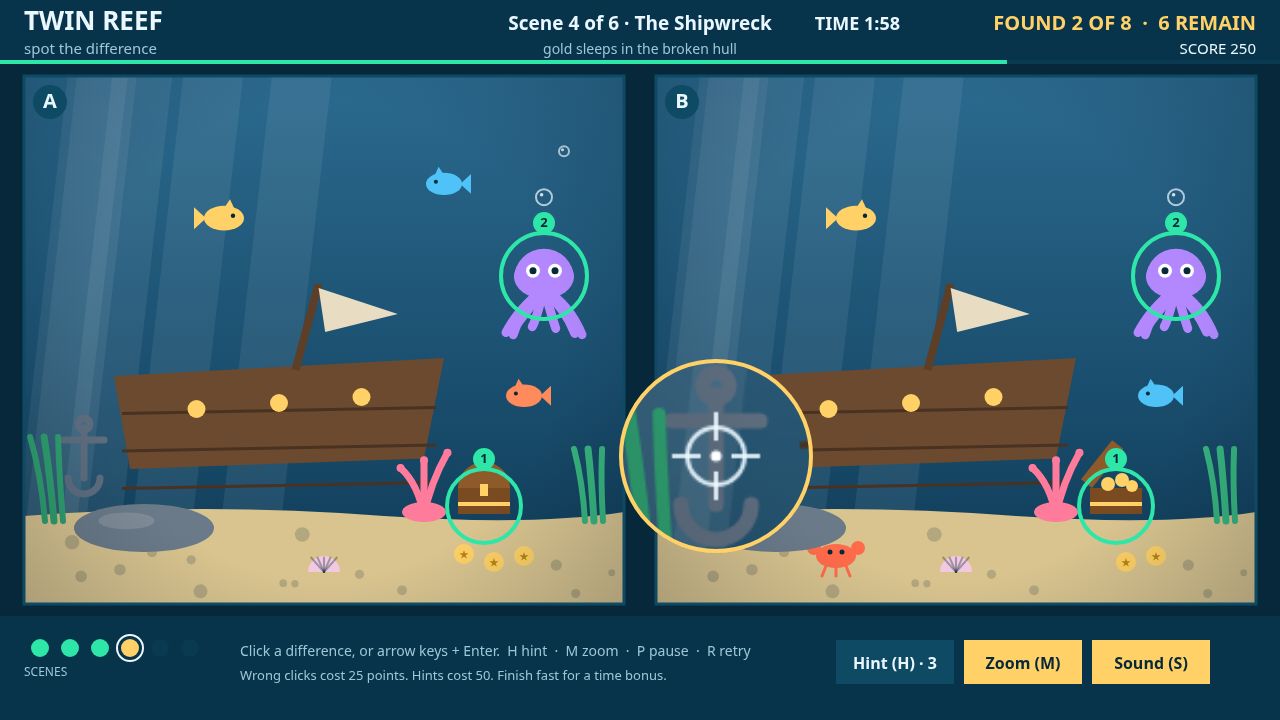 TWIN REEF
spot the difference
Scene 4 of 6 · The Shipwreck
gold sleeps in the broken hull
TIME 1:58
FOUND 2 OF 8 · 6 REMAIN
SCORE 250
A
B
2
2
1
1
SCENES
Click a difference, or arrow keys + Enter. H hint · M zoom · P pause · R retry
Wrong clicks cost 25 points. Hints cost 50. Finish fast for a time bonus.
Hint (H) · 3
Zoom (M)
Sound (S)